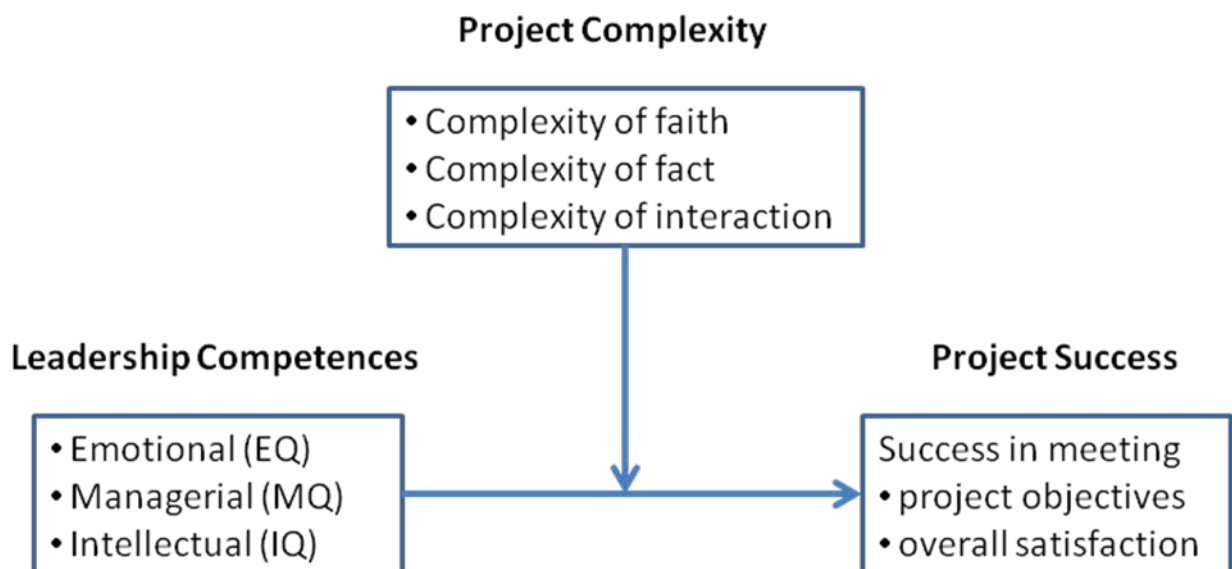 Project Complexity
• Complexity of faith
• Complexity of fact
• Complexity of interaction
Leadership Competences
• Emotional (EQ)
• Managerial (MQ)
• Intellectual (IQ)
Project Success
Success in meeting
• project objectives
• overall satisfaction